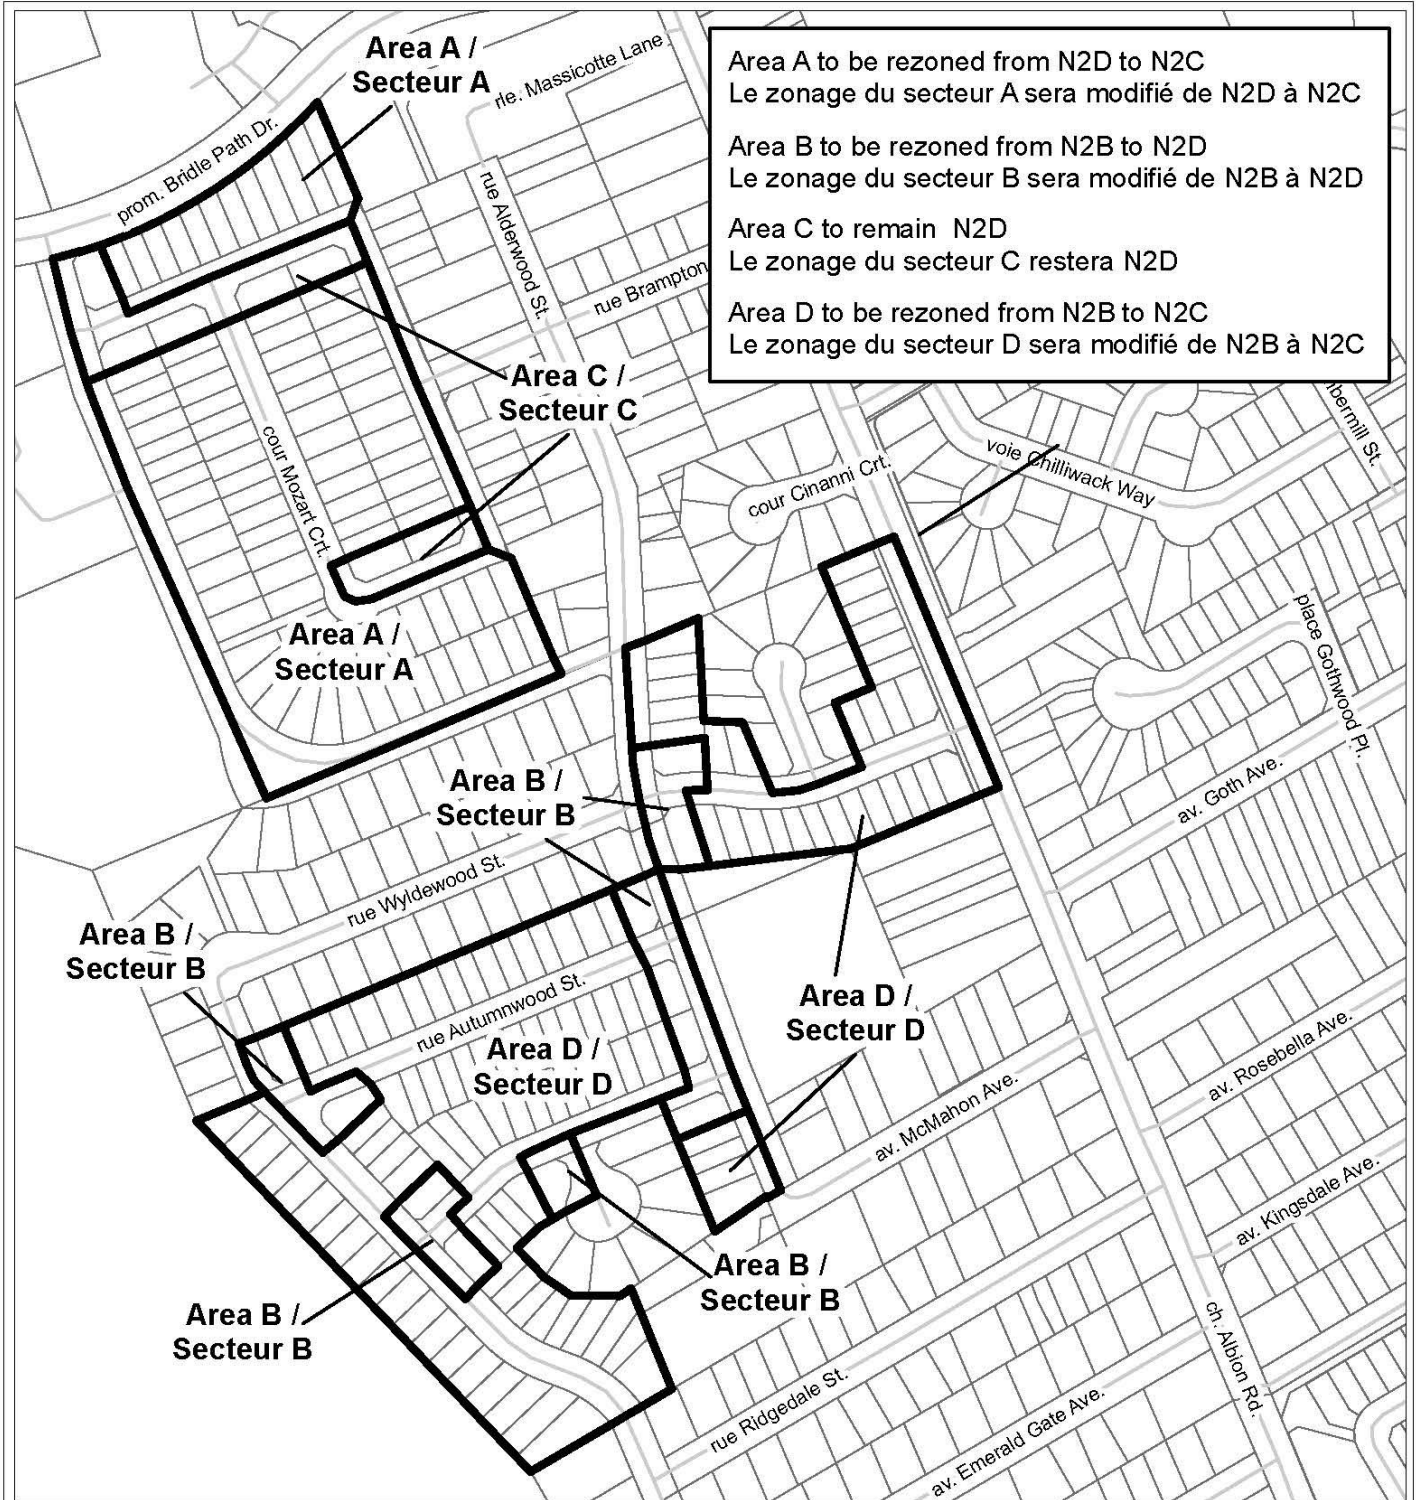 Area A /
Secteur A
Area A to be rezoned from N2D to N2C
Le zonage du secteur A sera modifié de N2D à N2C
Area B to be rezoned from N2B to N2D
Le zonage du secteur B sera modifié de N2B à N2D
Area C to remain N2D
Le zonage du secteur C restera N2D
Area D to be rezoned from N2B to N2C
Le zonage du secteur D sera modifié de N2B à N2C
rle. Massicotte Lane
prom. Bridle Path Dr.
rue Alderwood St.
rue Brampton
Area C /
Secteur C
cour Mozart Crt.
cour Cinanni Crt.
voie Chilliwack Way
St.
Area A /
Secteur A
place Gothwood Pl.
av. Goth Ave.
Area B /
Secteur B
rue Wyldewood St.
Area B /
Secteur B
rue Autumnwood St.
Area D /
Secteur D
Area D /
Secteur D
av. Rosebella Ave.
av. McMahon Ave.
av. Kingsdale Ave.
Area B /
Secteur B
Area B /
Secteur B
ch. Albion Rd.
rue Ridgedale St.
av. Emerald Gate Ave.